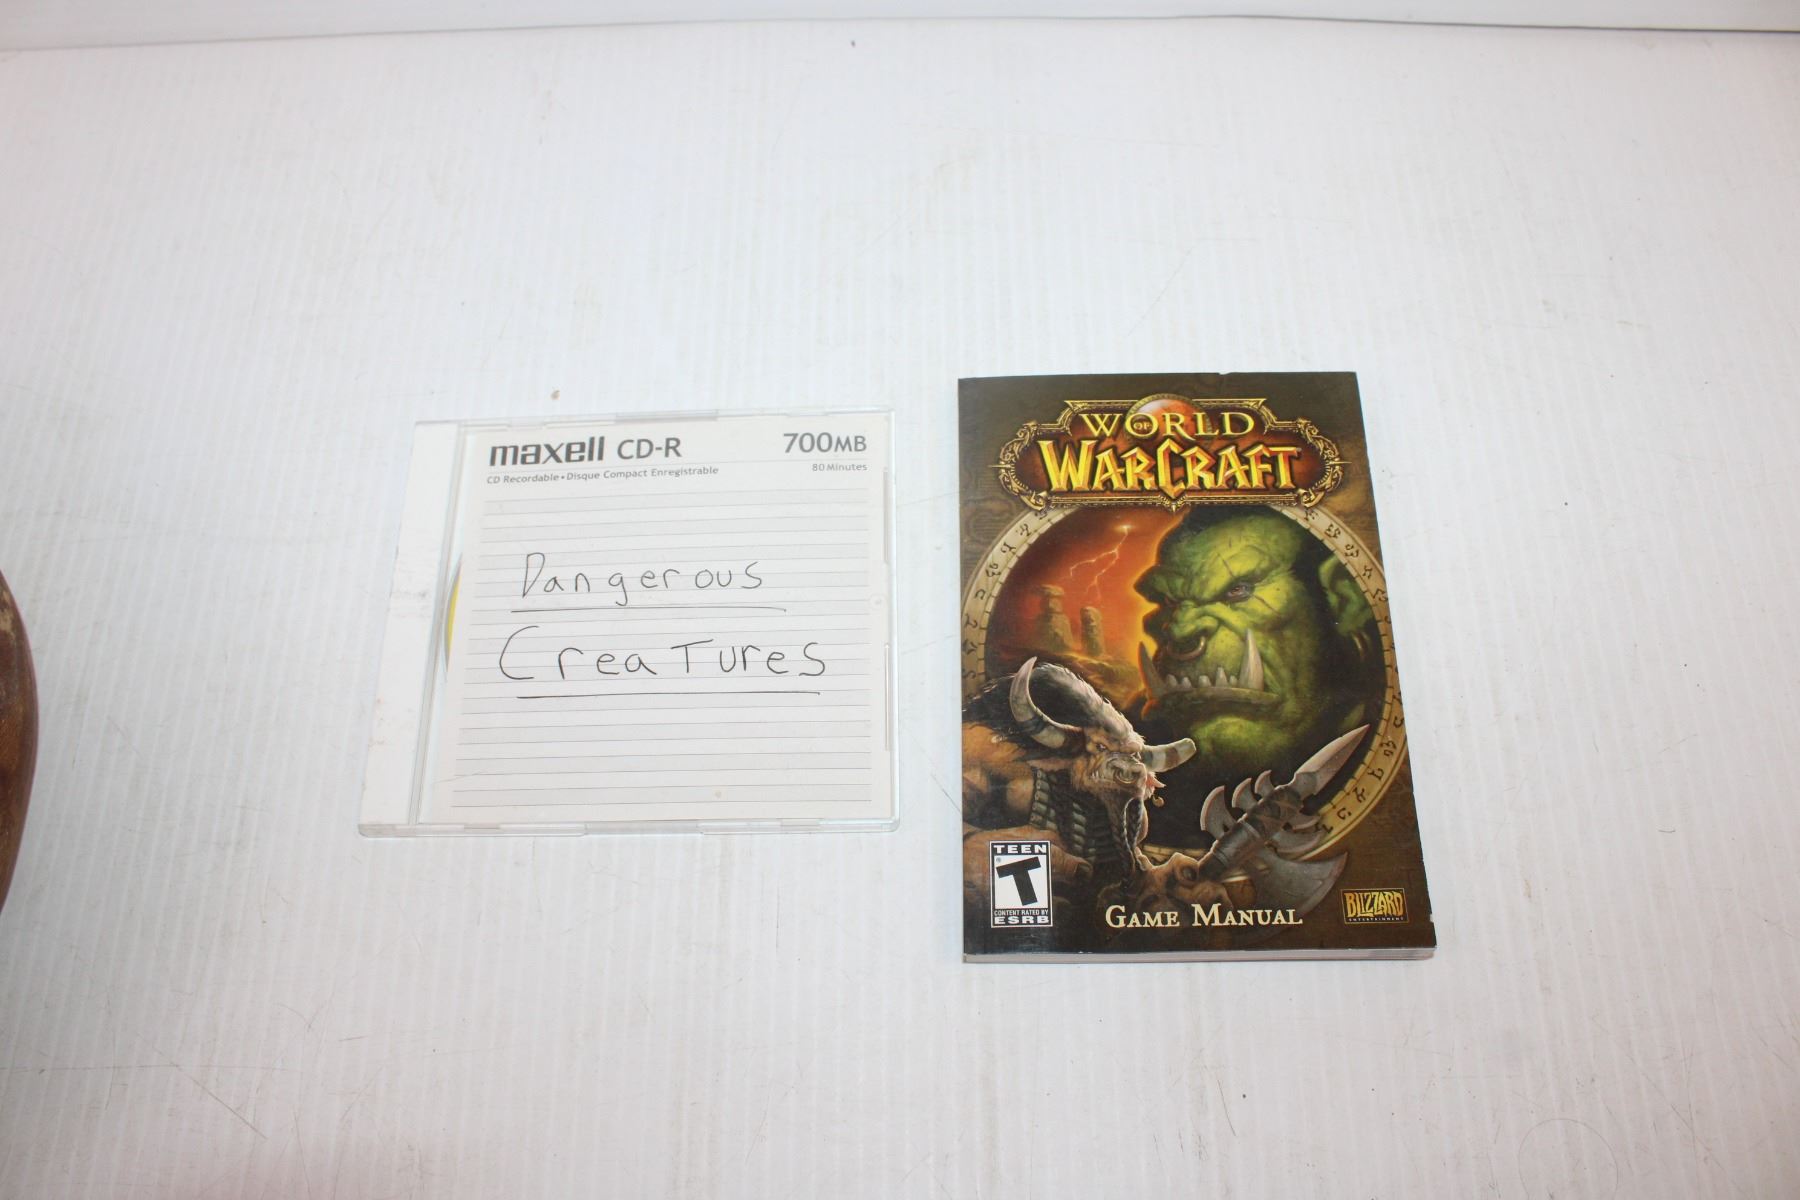 maxell CD-R 700MB
CD Recordable • Disque Compact Enregistrable 80 Minutes
Dangerous
Creatures
WORLD
OF
WARCRAFT
TEEN
T
CONTENT RATED BY
ESRB
GAME MANUAL
BLIZZARD
ENTERTAINMENT